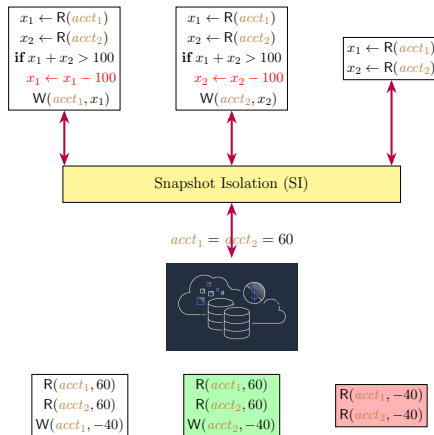 x₁ ← R(acct₁)
x₂ ← R(acct₂)
if x₁ + x₂ > 100
x₁ ← x₁ − 100
W(acct₁, x₁)
x₁ ← R(acct₁)
x₂ ← R(acct₂)
if x₁ + x₂ > 100
x₂ ← x₂ − 100
W(acct₂, x₂)
x₁ ← R(acct₁)
x₂ ← R(acct₂)
Snapshot Isolation (SI)
acct₁ = acct₂ = 60
R(acct₁, 60)
R(acct₂, 60)
W(acct₁, −40)
R(acct₁, 60)
R(acct₂, 60)
W(acct₂, −40)
R(acct₁, −40)
R(acct₂, −40)